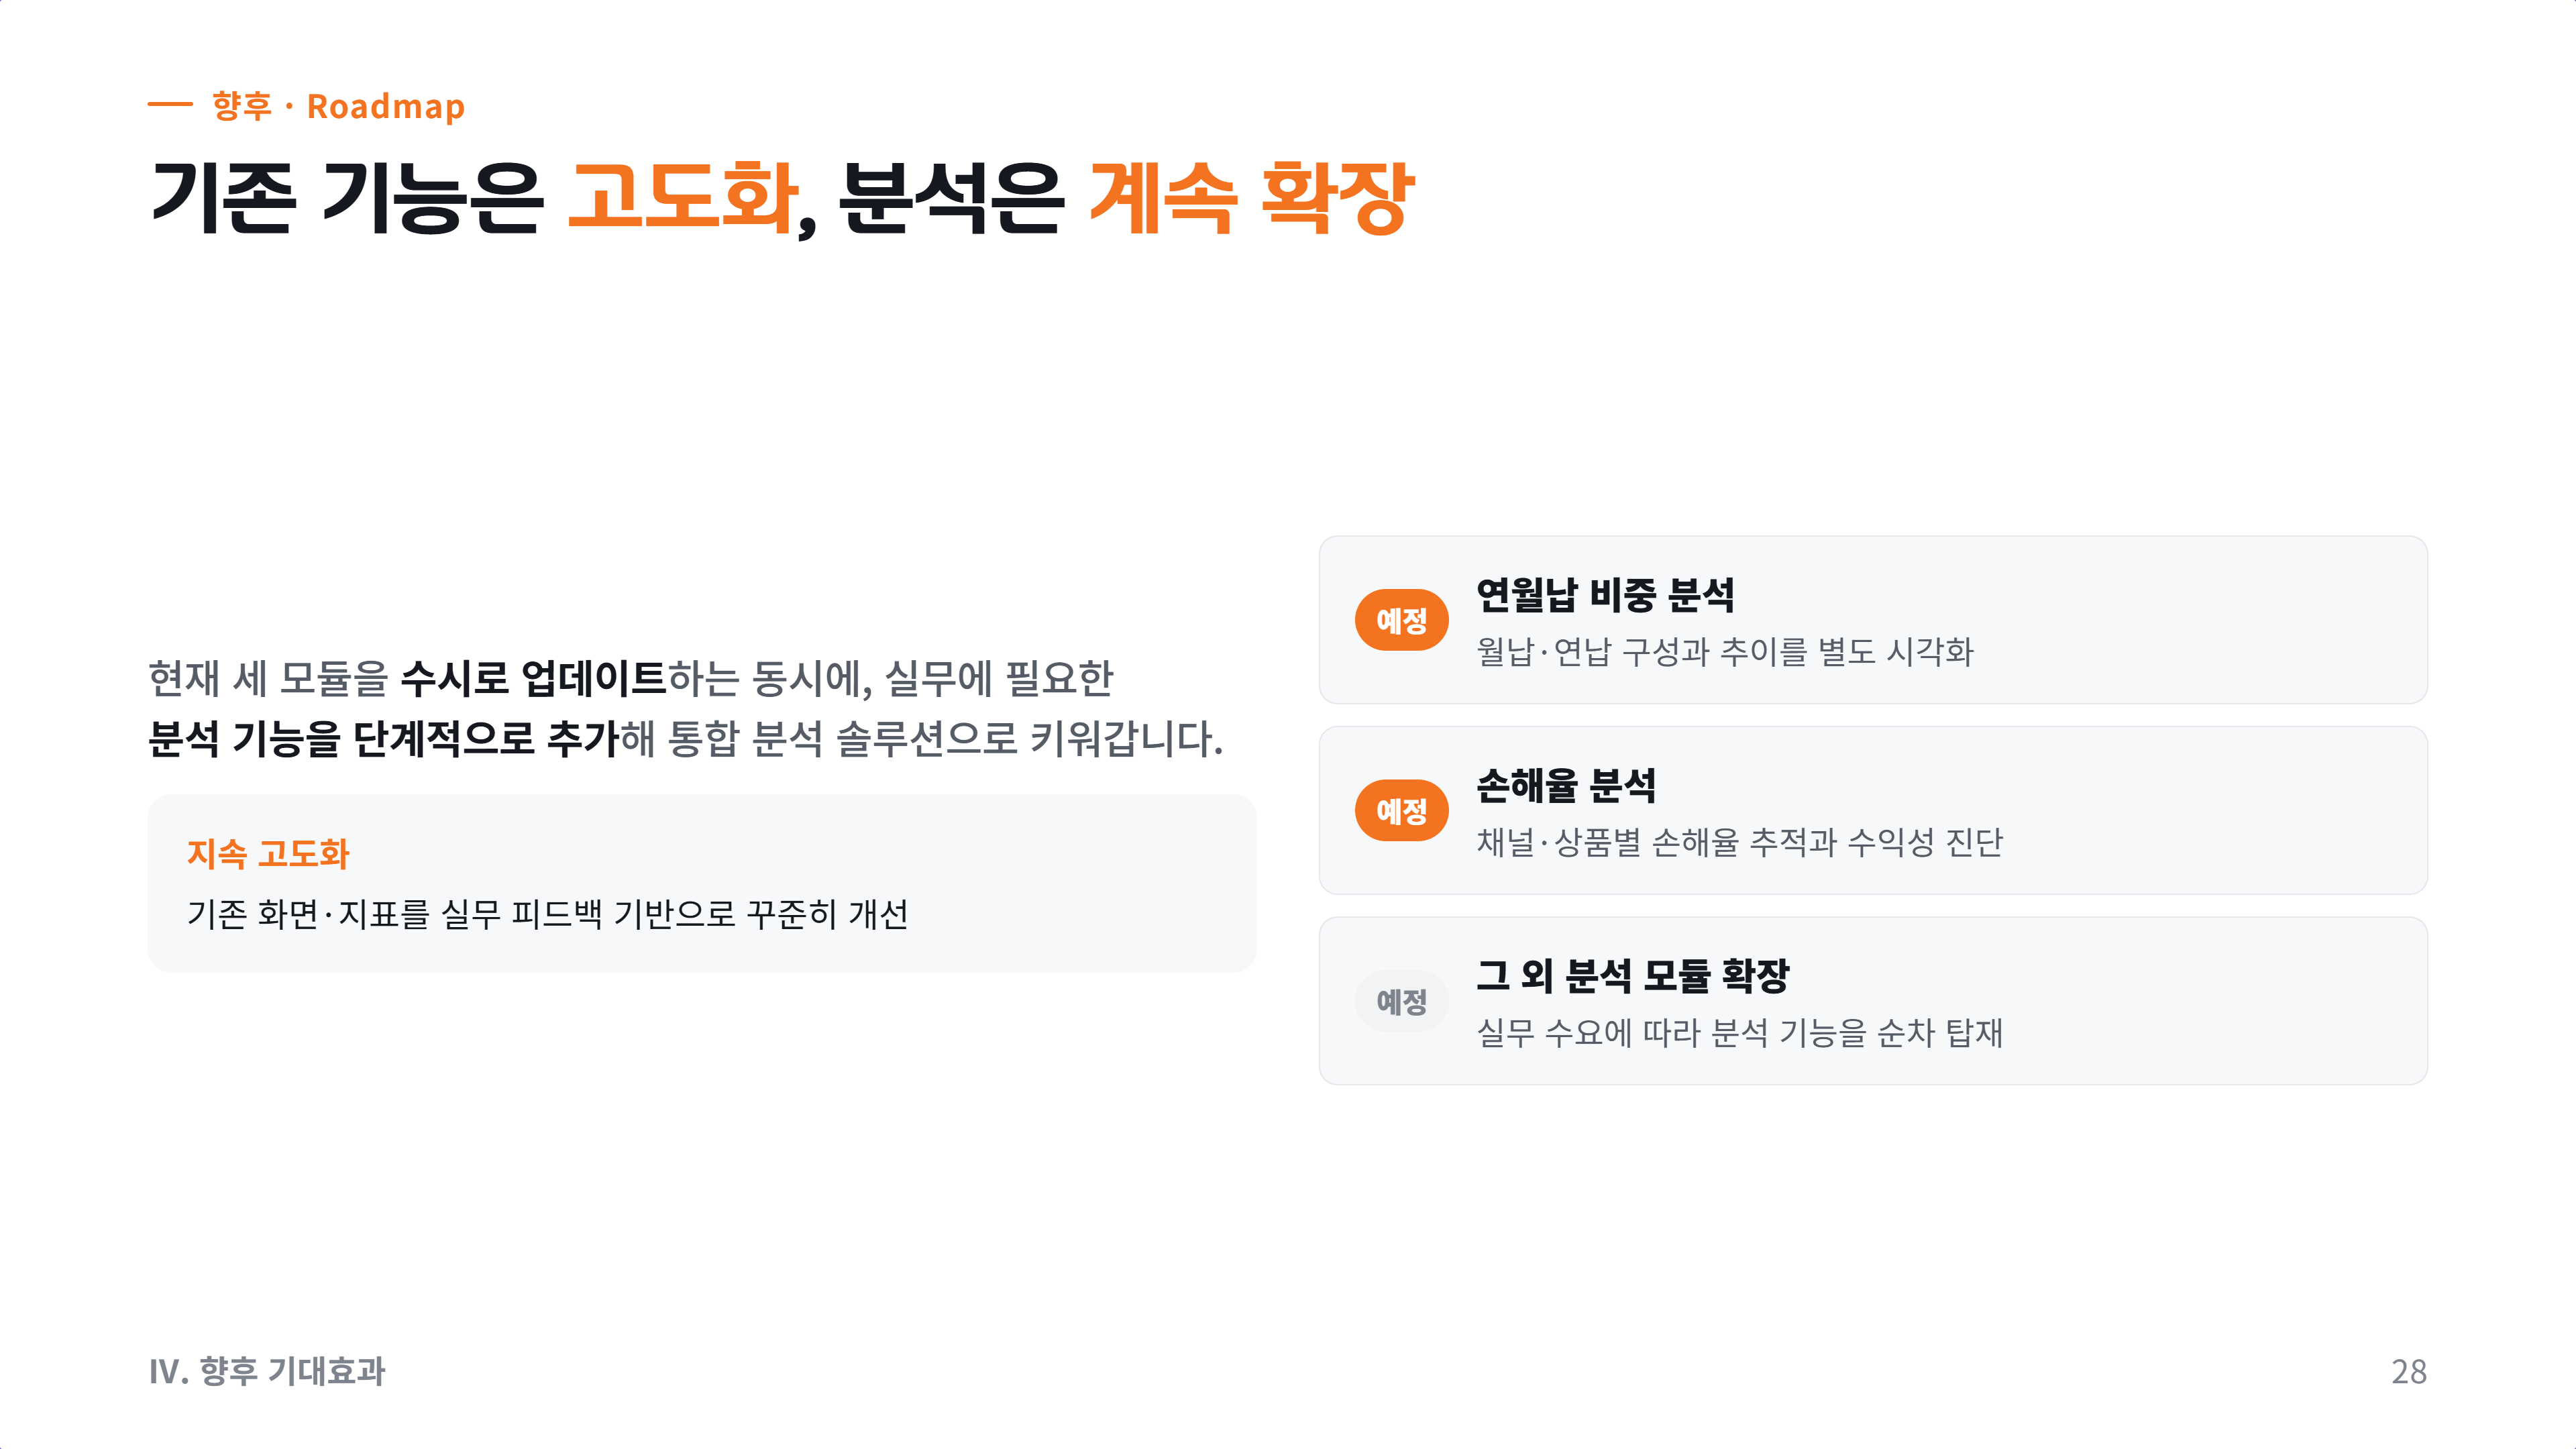 향후 · Roadmap
기존 기능은 고도화, 분석은 계속 확장
현재 세 모듈을 수시로 업데이트하는 동시에, 실무에 필요한
분석 기능을 단계적으로 추가해 통합 분석 솔루션으로 키워갑니다.
지속 고도화
기존 화면·지표를 실무 피드백 기반으로 꾸준히 개선
예정
연월납 비중 분석
월납·연납 구성과 추이를 별도 시각화
예정
손해율 분석
채널·상품별 손해율 추적과 수익성 진단
예정
그 외 분석 모듈 확장
실무 수요에 따라 분석 기능을 순차 탑재
IV. 향후 기대효과
28